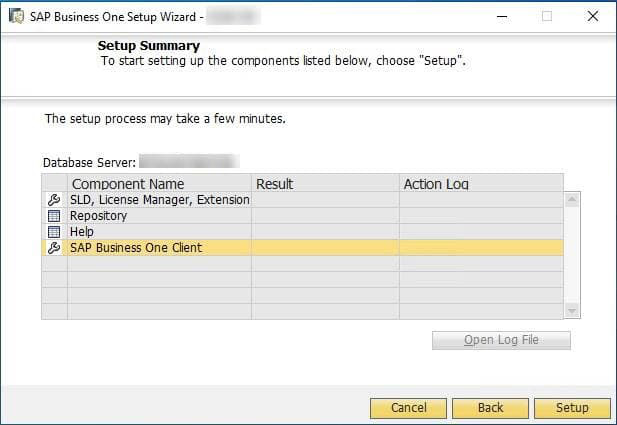 SAP Business One Setup Wizard -
Setup Summary
To start setting up the components listed below, choose "Setup".
The setup process may take a few minutes.
Database Server:
Component Name Result Action Log
SLD, License Manager, Extension
Repository
Help
SAP Business One Client
Open Log File
Cancel Back Setup